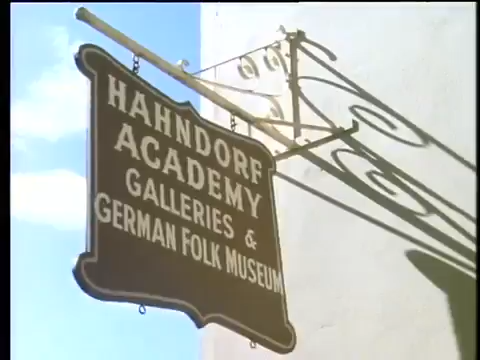 HAHNDORF
ACADEMY
GALLERIES &
GERMAN FOLK MUSEUM